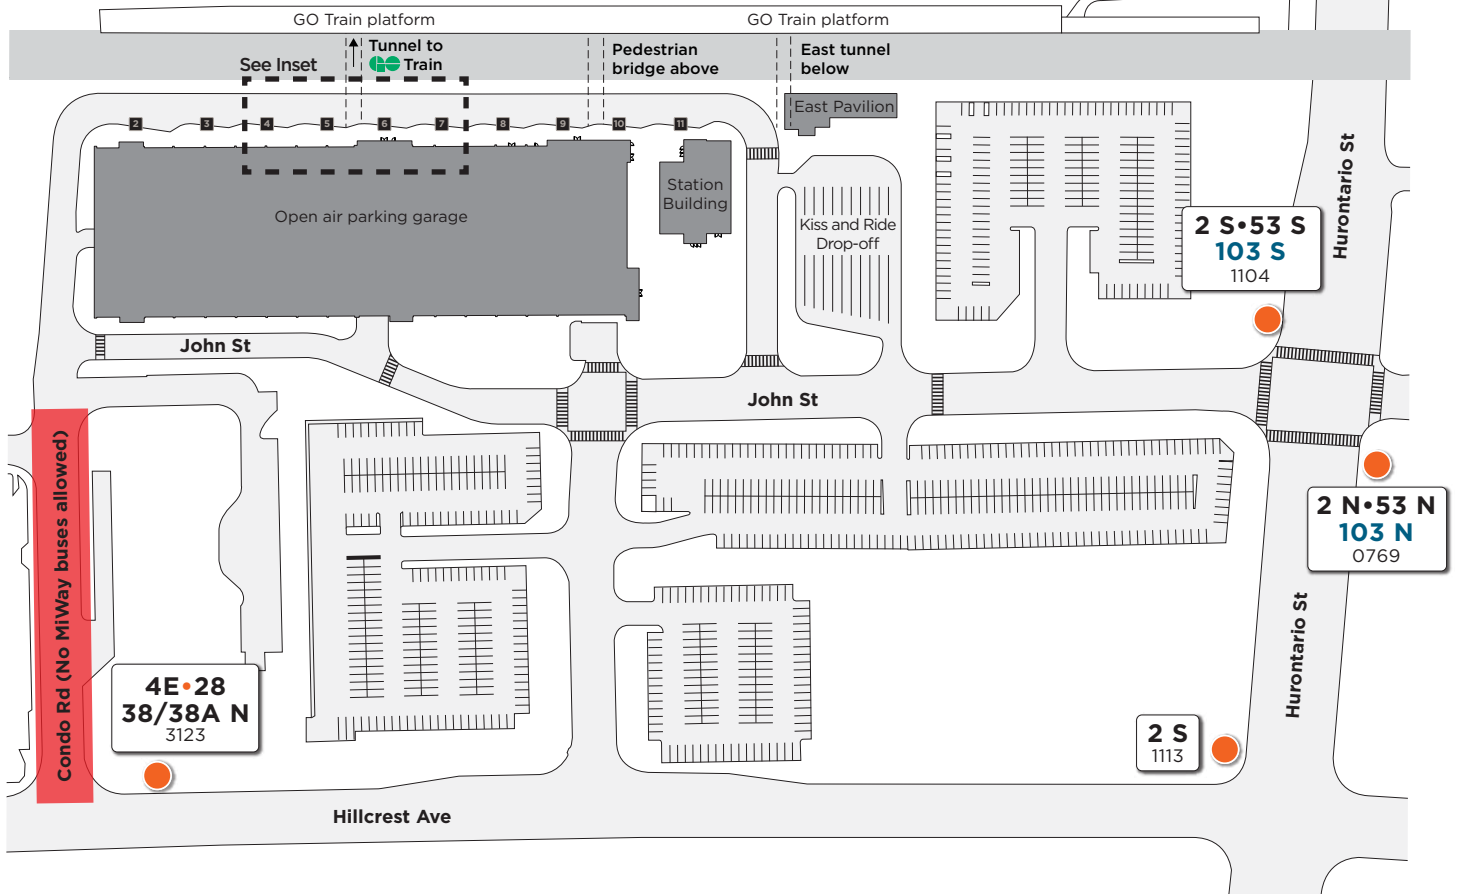 GO Train platform
GO Train platform
See Inset
Tunnel to
GO Train
Pedestrian
bridge above
East tunnel
below
East Pavilion
2
3
4
5
6
7
8
9
10
11
Open air parking garage
Station
Building
Kiss and Ride
Drop-off
Hurontario St
2 S•53 S
103 S
1104
John St
John St
2 N•53 N
103 N
0769
Condo Rd (No MiWay buses allowed)
Hurontario St
4E•28
38/38A N
3123
2 S
1113
Hillcrest Ave